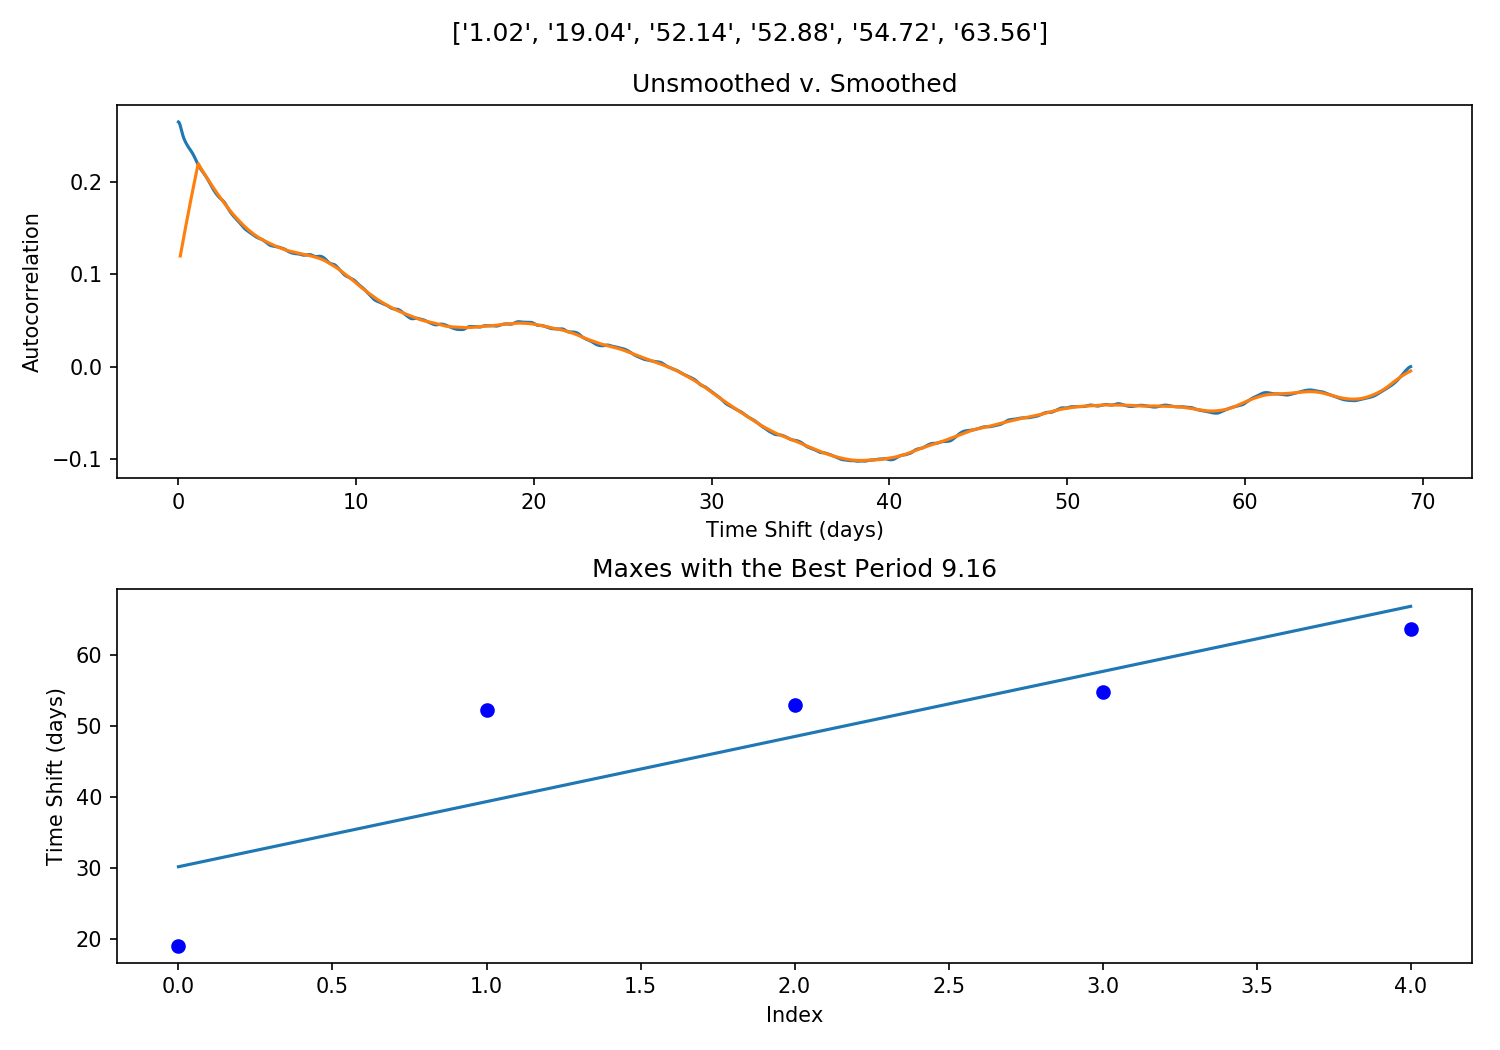 ['1.02', '19.04', '52.14', '52.88', '54.72', '63.56']
Unsmoothed v. Smoothed
Autocorrelation
0.2
0.1
0.0
−0.1
0 10 20 30 40 50 60 70
Time Shift (days)
Maxes with the Best Period 9.16
Time Shift (days)
60
50
40
30
20
0.0 0.5 1.0 1.5 2.0 2.5 3.0 3.5 4.0
Index